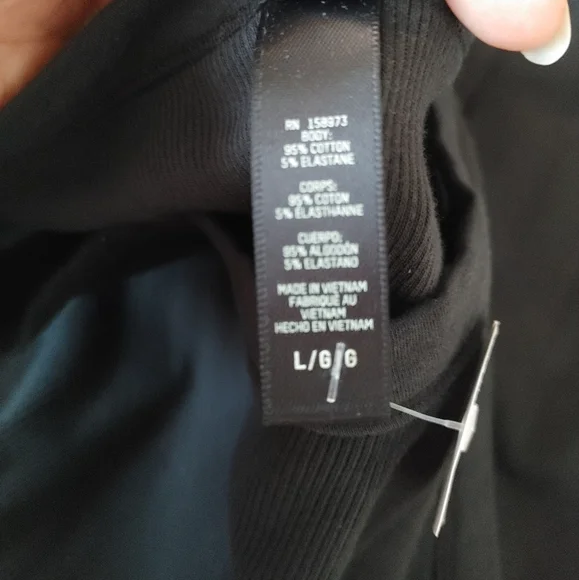 RN 158973
BODY:
95% COTTON
5% ELASTANE
CORPS:
95% COTON
5% ÉLASTHANNE
CUERPO:
95% ALGODÓN
5% ELASTANO
MADE IN VIETNAM
FABRIQUÉ AU
VIETNAM
HECHO EN VIETNAM
L/G/G